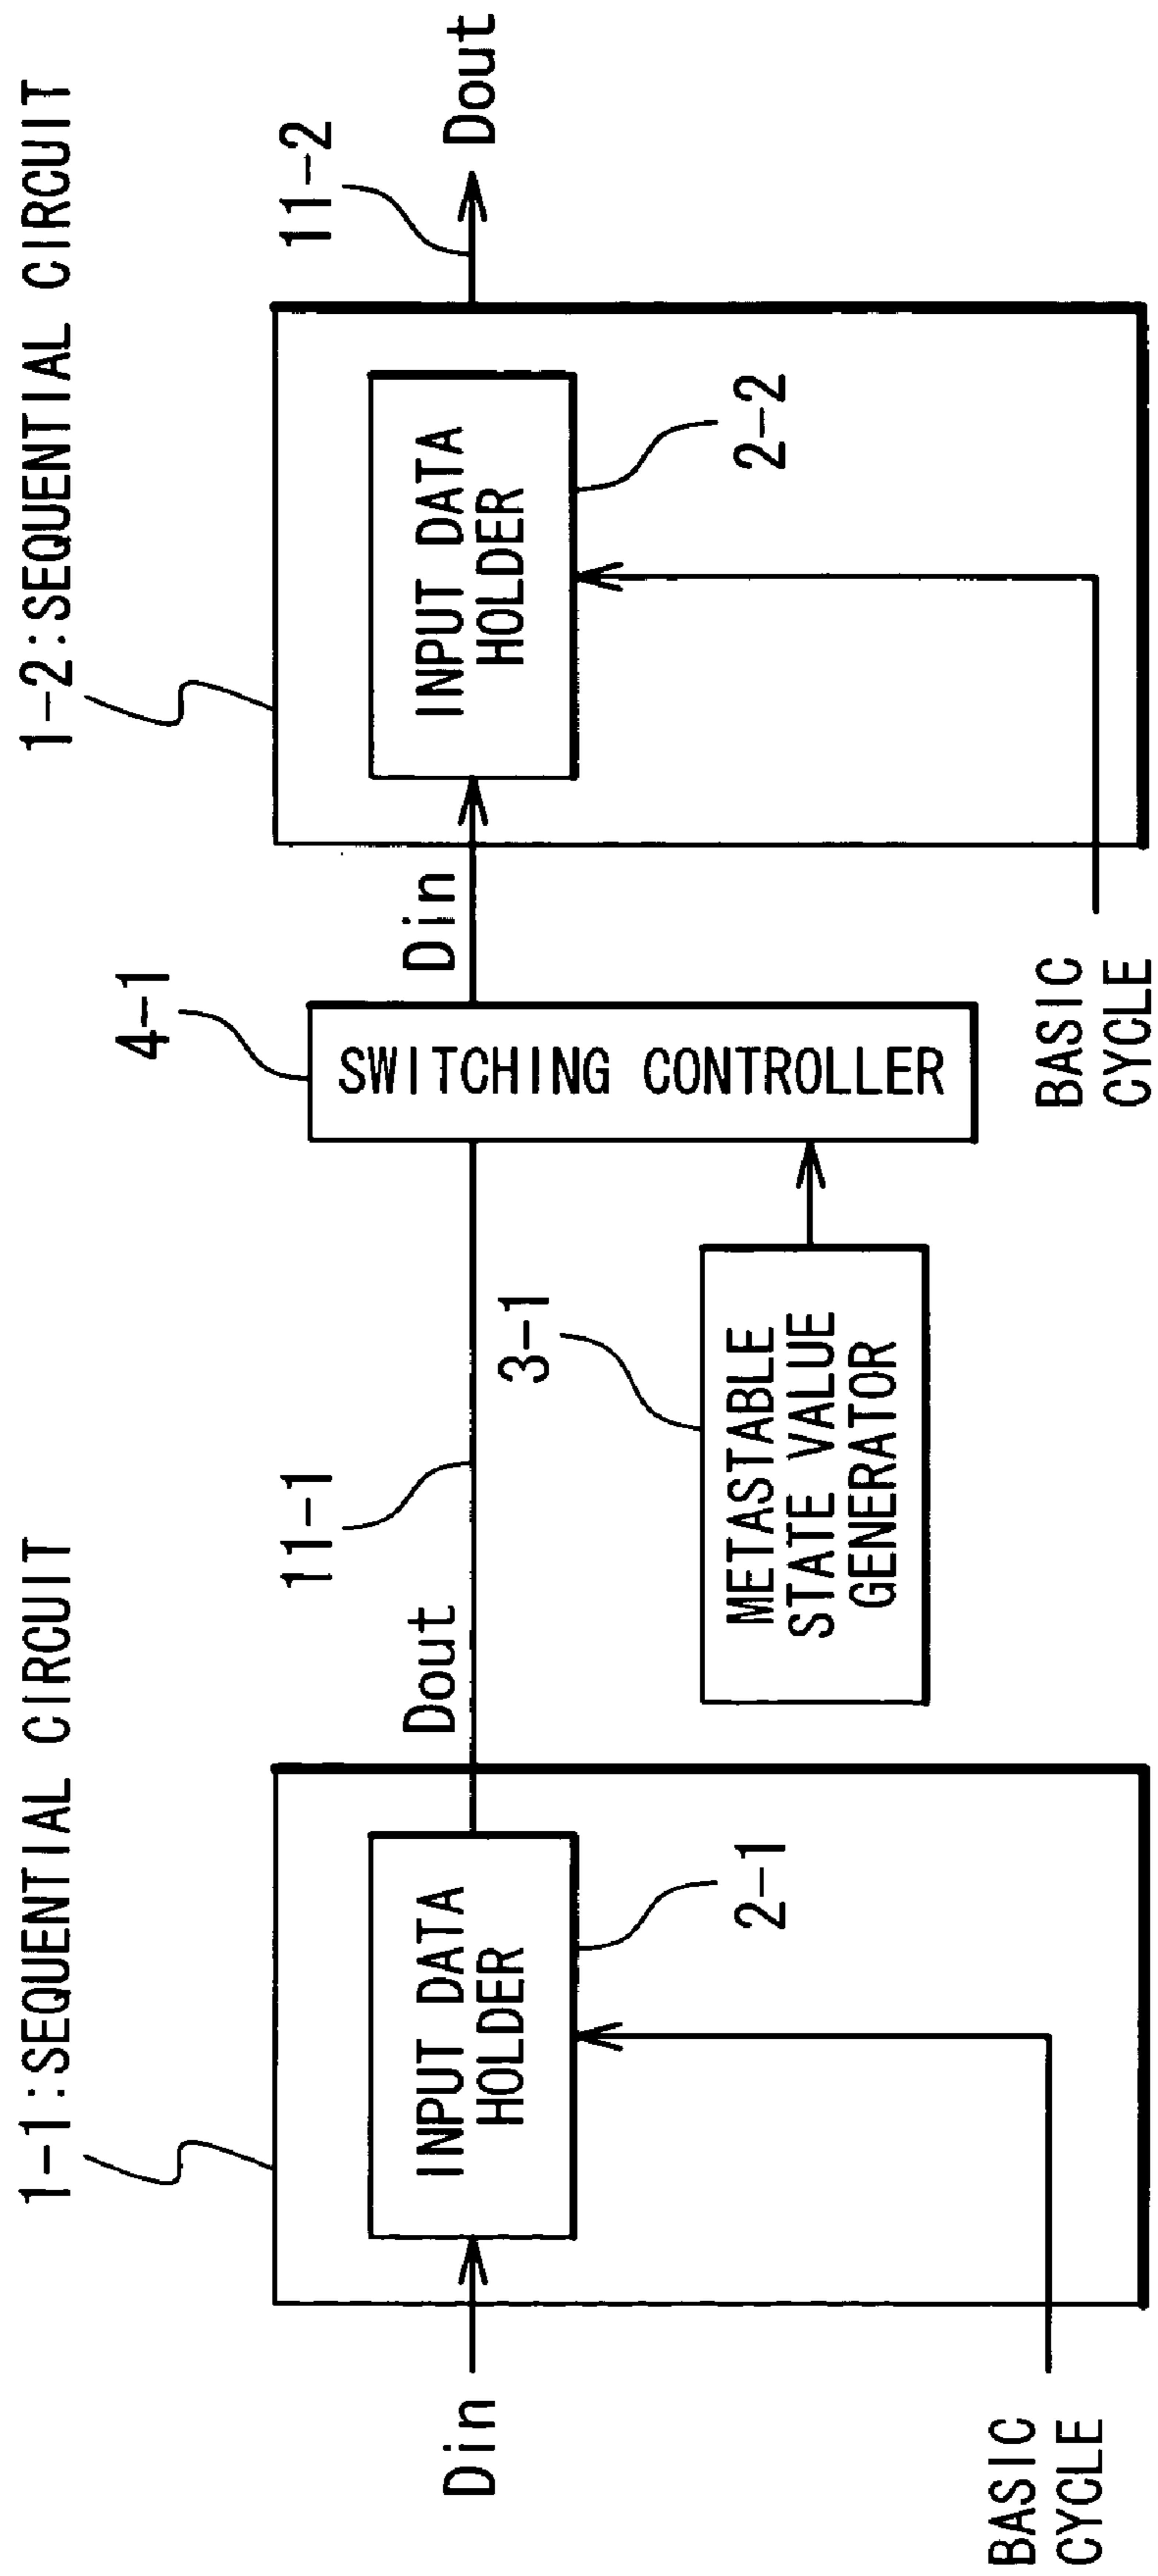 1-1:SEQUENTIAL CIRCUIT
1-2:SEQUENTIAL CIRCUIT
4-1
11-1
11-2
Din
INPUT DATA
HOLDER
Dout
SWITCHING CONTROLLER
Din
INPUT DATA
HOLDER
Dout
2-1
3-1
2-2
METASTABLE
STATE VALUE
GENERATOR
BASIC
CYCLE
BASIC
CYCLE